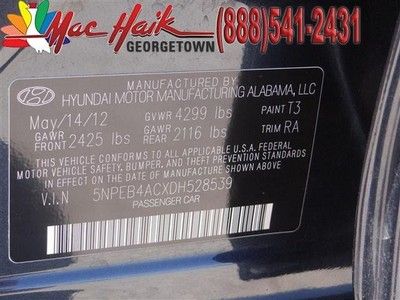 Mac Haik
GEORGETOWN
(888)541-2431
MANUFACTURED BY
HYUNDAI MOTOR MANUFACTURING ALABAMA, LLC
May/14/12 GVWR 4299 lbs PAINT T3
GAWR FRONT 2425 lbs GAWR REAR 2116 lbs TRIM RA
THIS VEHICLE CONFORMS TO ALL APPLICABLE U.S.A. FEDERAL
MOTOR VEHICLE SAFETY, BUMPER, AND THEFT PREVENTION STANDARDS
IN EFFECT ON THE DATE OF MANUFACTURE SHOWN ABOVE.
V.I.N 5NPEB4ACXDH528539
PASSENGER CAR